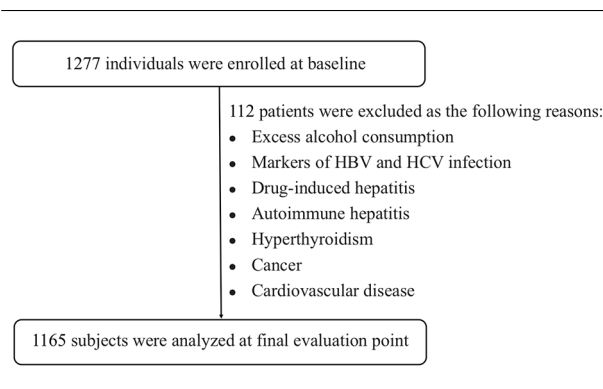 1277 individuals were enrolled at baseline
112 patients were excluded as the following reasons:
• Excess alcohol consumption
• Markers of HBV and HCV infection
• Drug-induced hepatitis
• Autoimmune hepatitis
• Hyperthyroidism
• Cancer
• Cardiovascular disease
1165 subjects were analyzed at final evaluation point